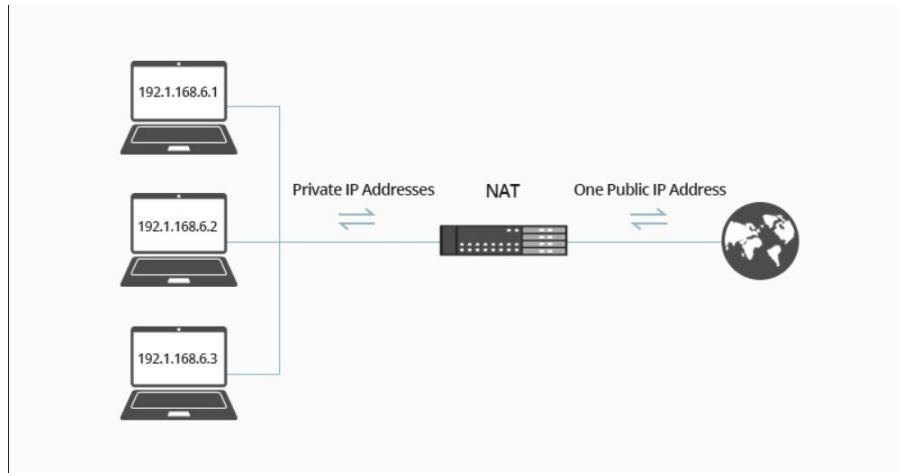 192.1.168.6.1
Private IP Addresses
NAT
One Public IP Address
192.1.168.6.2
192.1.168.6.3